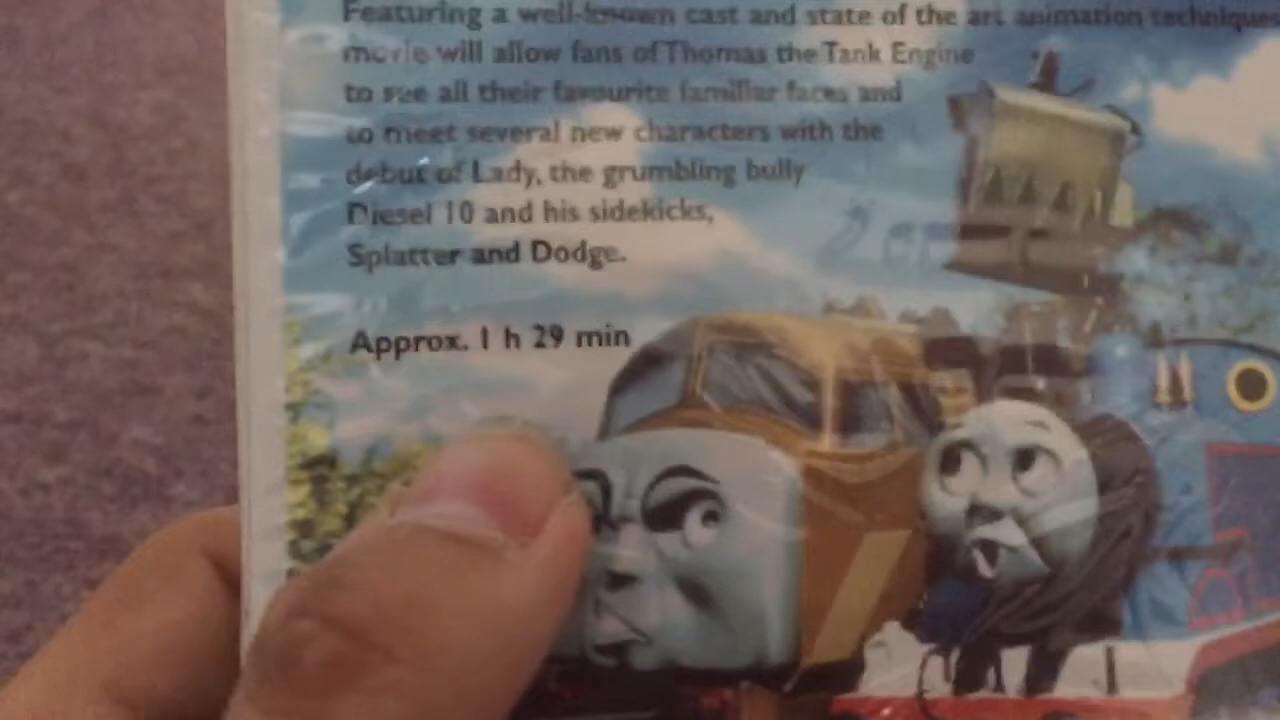 Featuring a well-known cast and state of the art animation techniques
movie will allow fans of Thomas the Tank Engine
to see all their favourite familiar faces and
to meet several new characters with the
debut of Lady, the grumbling bully
Diesel 10 and his sidekicks,
Splatter and Dodge.
Approx. 1 h 29 min